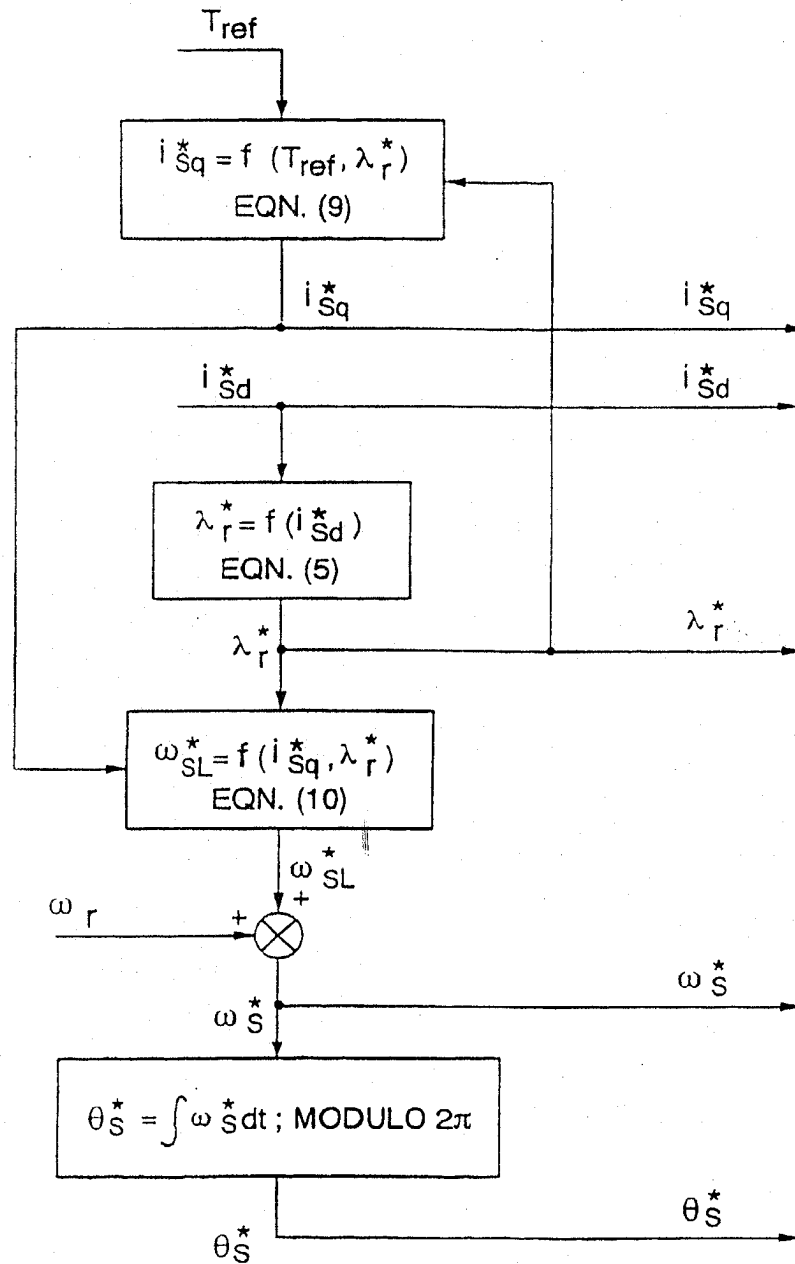 T_ref
i*_Sq = f (T_ref, λ*_r)
EQN. (9)
i*_Sq
i*_Sq
i*_Sd
i*_Sd
λ*_r = f (i*_Sd)
EQN. (5)
λ*_r
λ*_r
ω*_SL = f (i*_Sq, λ*_r)
EQN. (10)
ω*_SL
+
ω_r
+
ω*_S
ω*_S
θ*_S = ∫ ω*_S dt ; MODULO 2π
θ*_S
θ*_S